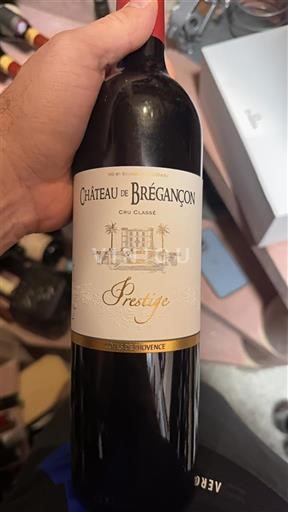 CHÂTEAU DE BRÉGANÇON
CRU CLASSÉ
Prestige
CÔTES DE PROVENCE
AERO